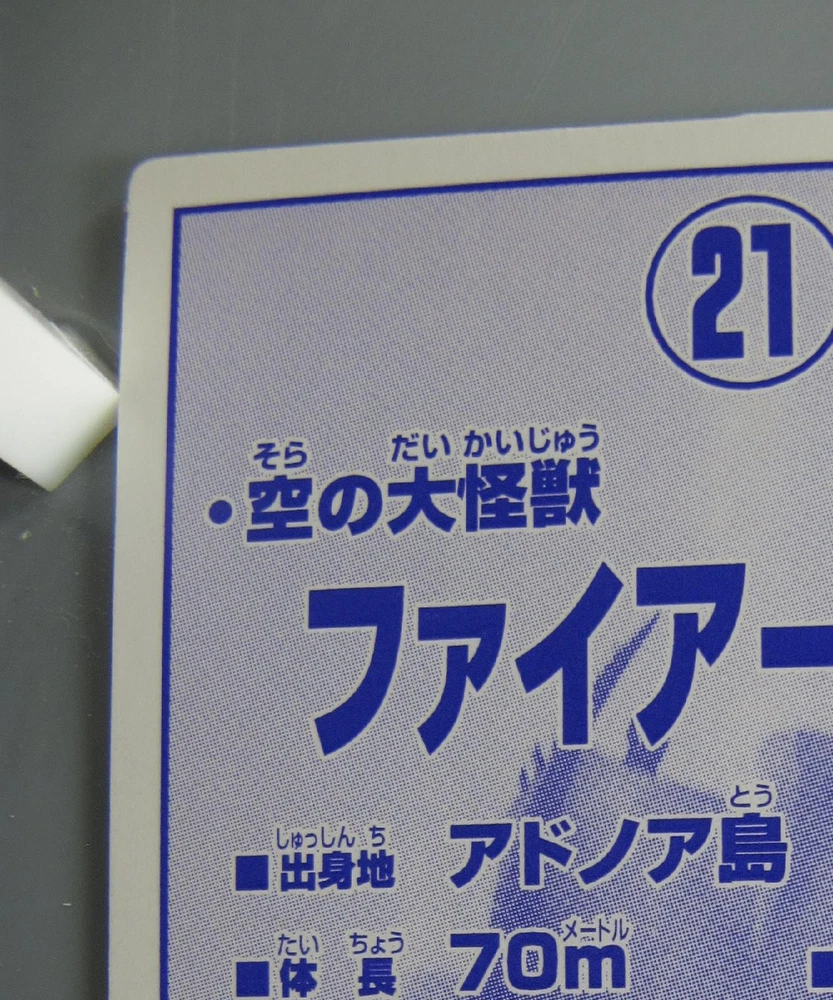 21
そら だい かいじゅう
・空の大怪獣
ファイアー
とう
しゅっしん ち
■出身地 アドノア島
たい ちょう メートル
■体長 70m